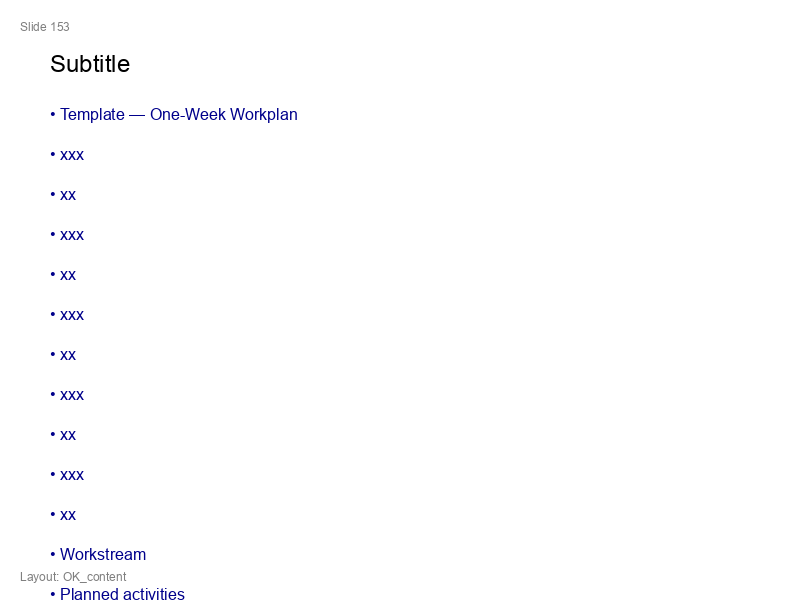 Slide 153
Subtitle
• Template — One-Week Workplan
• xxx
• xx
• xxx
• xx
• xxx
• xx
• xxx
• xx
• xxx
• xx
• Workstream
Layout: OK_content
• Planned activities